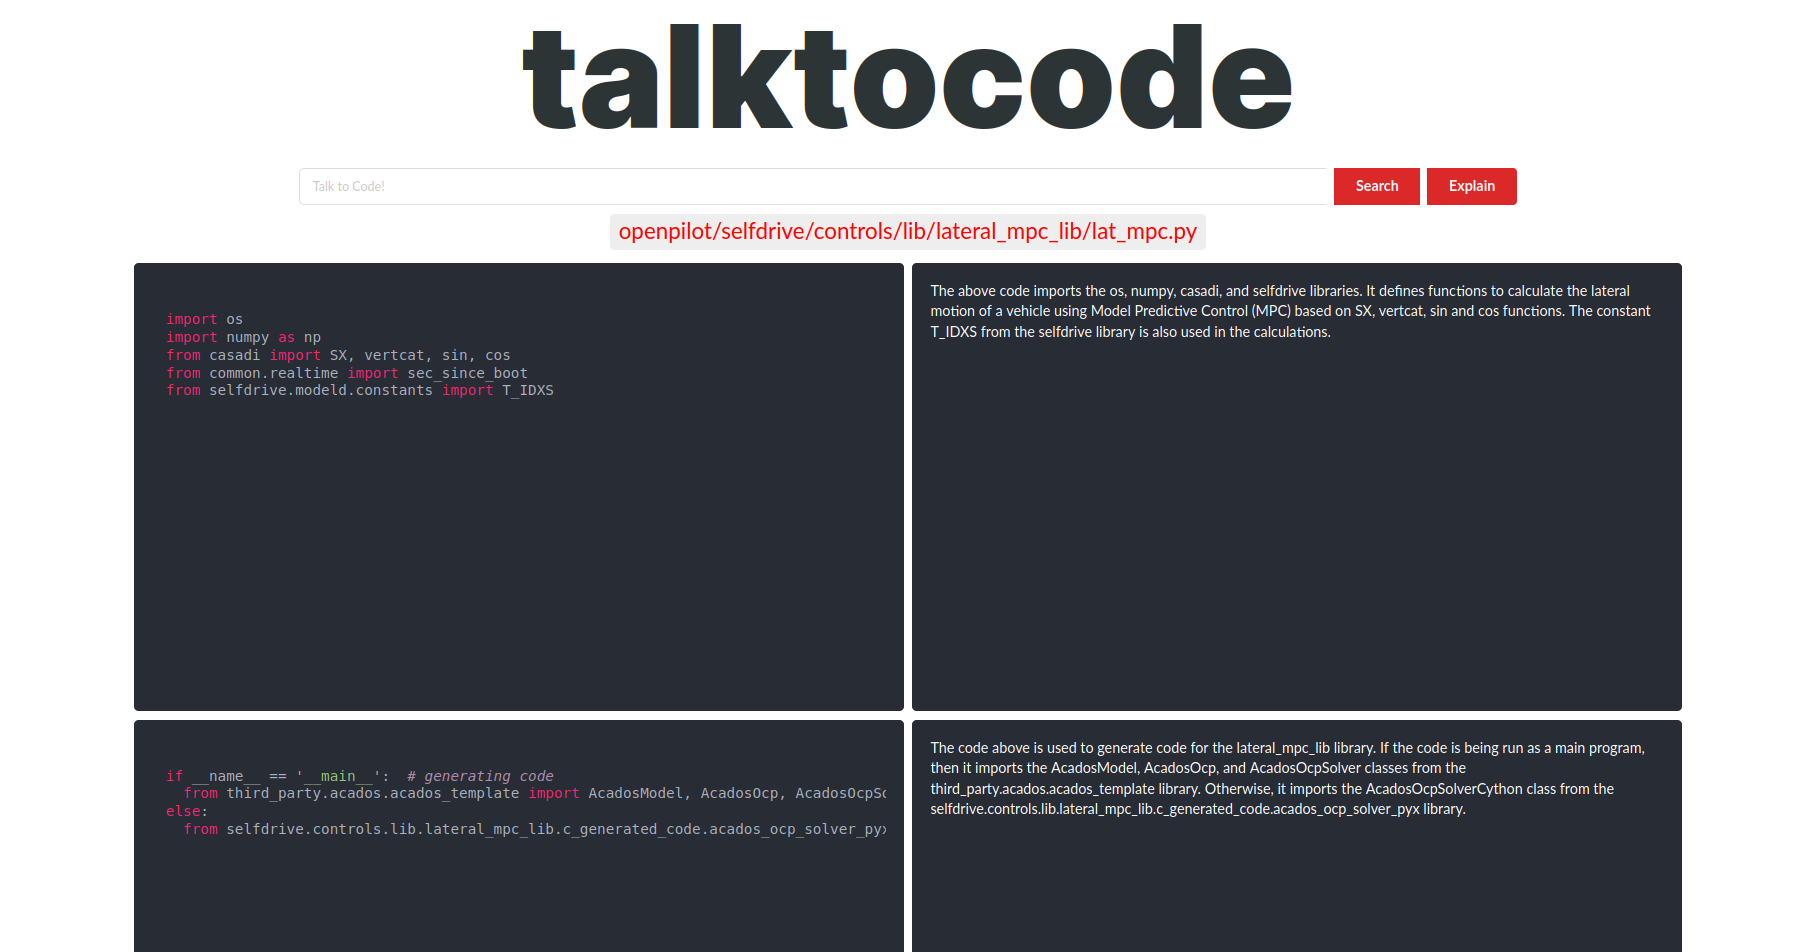 talktocode
Talk to Code!
Search
Explain
openpilot/selfdrive/controls/lib/lateral_mpc_lib/lat_mpc.py
import os
import numpy as np
from casadi import SX, vertcat, sin, cos
from common.realtime import sec_since_boot
from selfdrive.modeld.constants import T_IDXS
The above code imports the os, numpy, casadi, and selfdrive libraries. It defines functions to calculate the lateral
motion of a vehicle using Model Predictive Control (MPC) based on SX, vertcat, sin and cos functions. The constant
T_IDXS from the selfdrive library is also used in the calculations.
if __name__ == '__main__':  # generating code
  from third_party.acados.acados_template import AcadosModel, AcadosOcp, AcadosOcpSo
else:
  from selfdrive.controls.lib.lateral_mpc_lib.c_generated_code.acados_ocp_solver_pyx
The code above is used to generate code for the lateral_mpc_lib library. If the code is being run as a main program,
then it imports the AcadosModel, AcadosOcp, and AcadosOcpSolver classes from the
third_party.acados.acados_template library. Otherwise, it imports the AcadosOcpSolverCython class from the
selfdrive.controls.lib.lateral_mpc_lib.c_generated_code.acados_ocp_solver_pyx library.